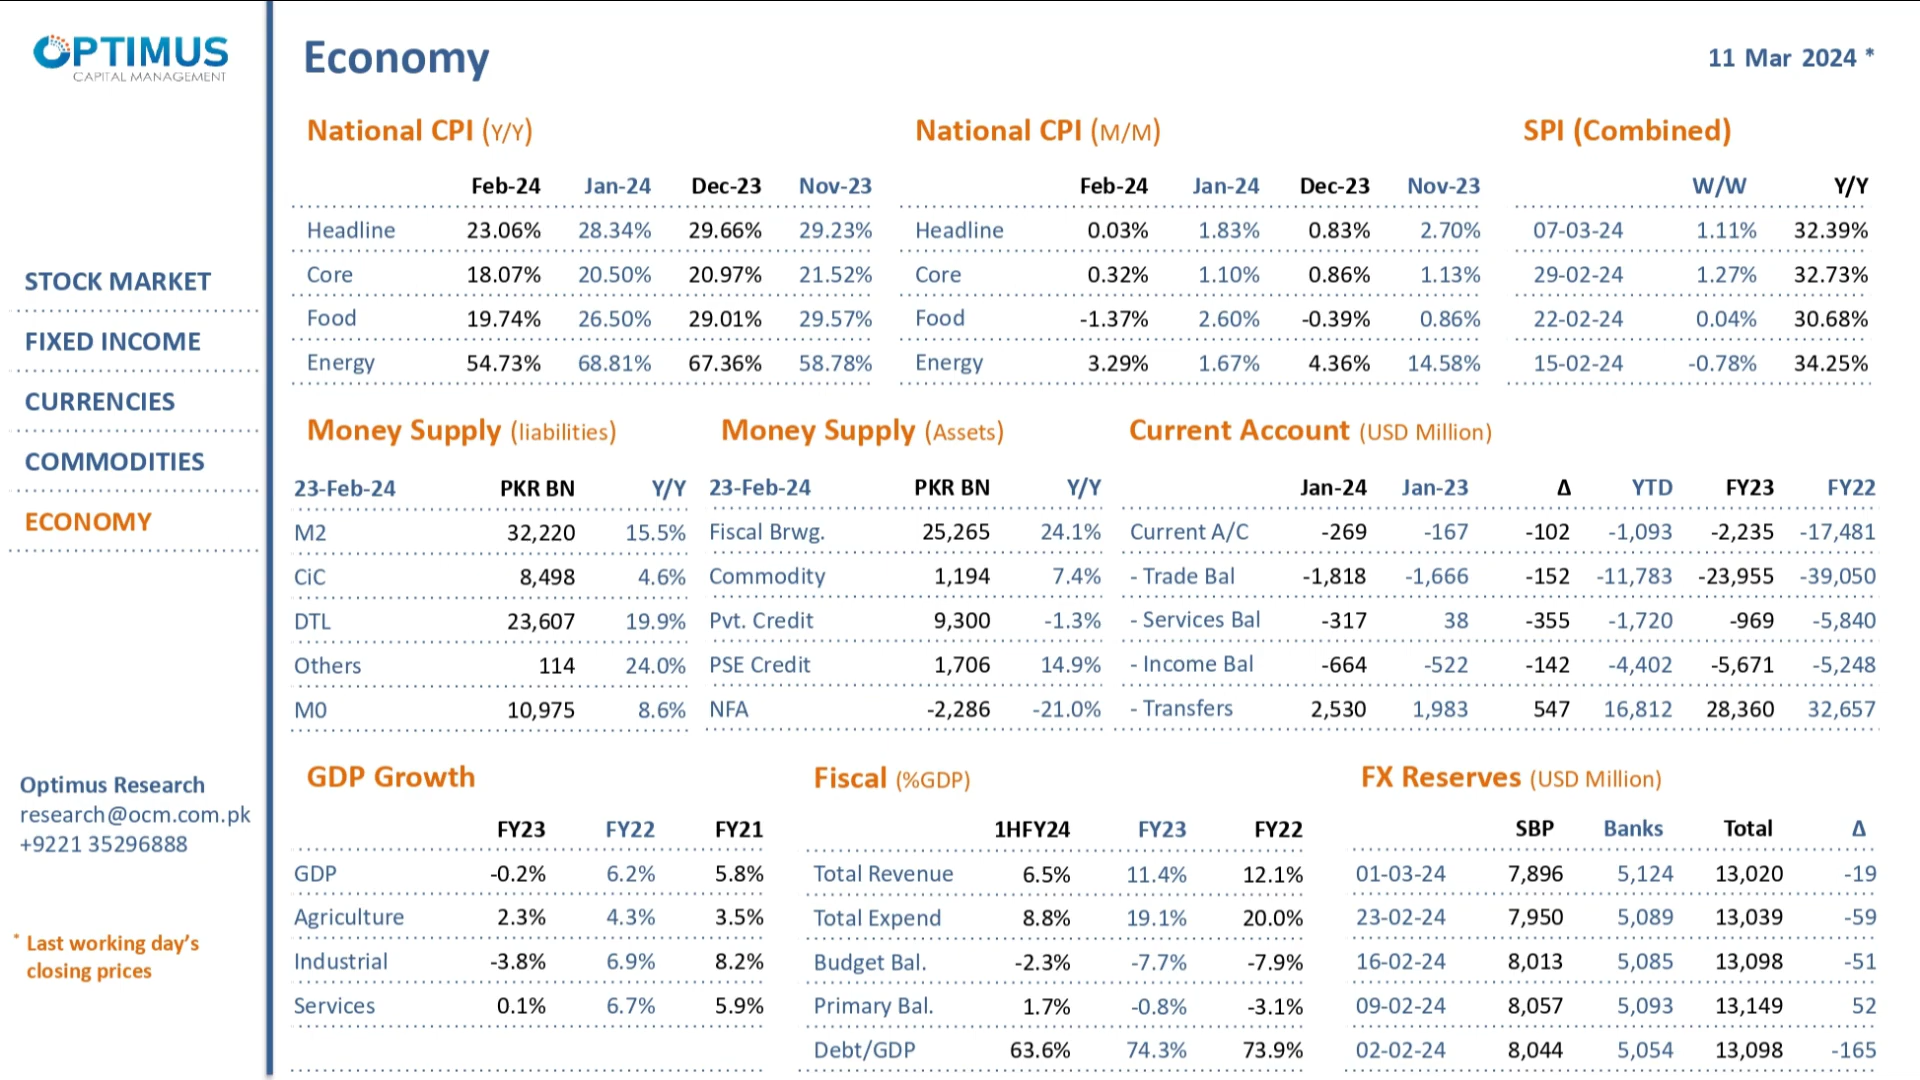 OPTIMUS
CAPITAL MANAGEMENT
STOCK MARKET
FIXED INCOME
CURRENCIES
COMMODITIES
ECONOMY
Optimus Research
research@ocm.com.pk
+9221 35296888
* Last working day’s
closing prices
Economy
11 Mar 2024 *
National CPI (Y/Y)
Feb-24 Jan-24 Dec-23 Nov-23
Headline 23.06% 28.34% 29.66% 29.23%
Core 18.07% 20.50% 20.97% 21.52%
Food 19.74% 26.50% 29.01% 29.57%
Energy 54.73% 68.81% 67.36% 58.78%
National CPI (M/M)
Feb-24 Jan-24 Dec-23 Nov-23
Headline 0.03% 1.83% 0.83% 2.70%
Core 0.32% 1.10% 0.86% 1.13%
Food -1.37% 2.60% -0.39% 0.86%
Energy 3.29% 1.67% 4.36% 14.58%
SPI (Combined)
W/W Y/Y
07-03-24 1.11% 32.39%
29-02-24 1.27% 32.73%
22-02-24 0.04% 30.68%
15-02-24 -0.78% 34.25%
Money Supply (liabilities)
23-Feb-24 PKR BN Y/Y
M2 32,220 15.5%
CiC 8,498 4.6%
DTL 23,607 19.9%
Others 114 24.0%
M0 10,975 8.6%
Money Supply (Assets)
23-Feb-24 PKR BN Y/Y
Fiscal Brwg. 25,265 24.1%
Commodity 1,194 7.4%
Pvt. Credit 9,300 -1.3%
PSE Credit 1,706 14.9%
NFA -2,286 -21.0%
Current Account (USD Million)
Jan-24 Jan-23 Δ YTD FY23 FY22
Current A/C -269 -167 -102 -1,093 -2,235 -17,481
- Trade Bal -1,818 -1,666 -152 -11,783 -23,955 -39,050
- Services Bal -317 38 -355 -1,720 -969 -5,840
- Income Bal -664 -522 -142 -4,402 -5,671 -5,248
- Transfers 2,530 1,983 547 16,812 28,360 32,657
GDP Growth
FY23 FY22 FY21
GDP -0.2% 6.2% 5.8%
Agriculture 2.3% 4.3% 3.5%
Industrial -3.8% 6.9% 8.2%
Services 0.1% 6.7% 5.9%
Fiscal (%GDP)
1HFY24 FY23 FY22
Total Revenue 6.5% 11.4% 12.1%
Total Expend 8.8% 19.1% 20.0%
Budget Bal. -2.3% -7.7% -7.9%
Primary Bal. 1.7% -0.8% -3.1%
Debt/GDP 63.6% 74.3% 73.9%
FX Reserves (USD Million)
SBP Banks Total Δ
01-03-24 7,896 5,124 13,020 -19
23-02-24 7,950 5,089 13,039 -59
16-02-24 8,013 5,085 13,098 -51
09-02-24 8,057 5,093 13,149 52
02-02-24 8,044 5,054 13,098 -165